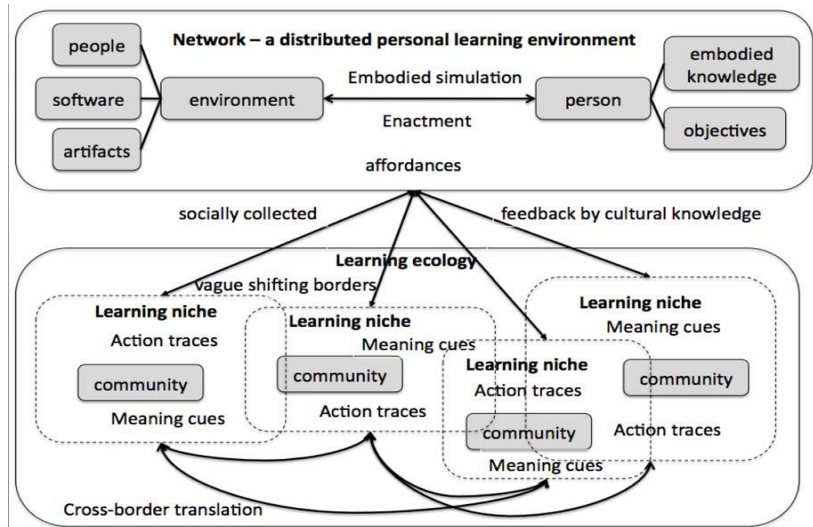 Network – a distributed personal learning environment
people
software
artifacts
environment
Embodied simulation
Enactment
person
embodied
knowledge
objectives
affordances
socially collected
feedback by cultural knowledge
Learning ecology
vague shifting borders
Learning niche
Action traces
community
Meaning cues
Learning niche
Meaning cues
community
Action traces
Learning niche
Action traces
community
Meaning cues
Learning niche
Meaning cues
community
Action traces
Cross-border translation